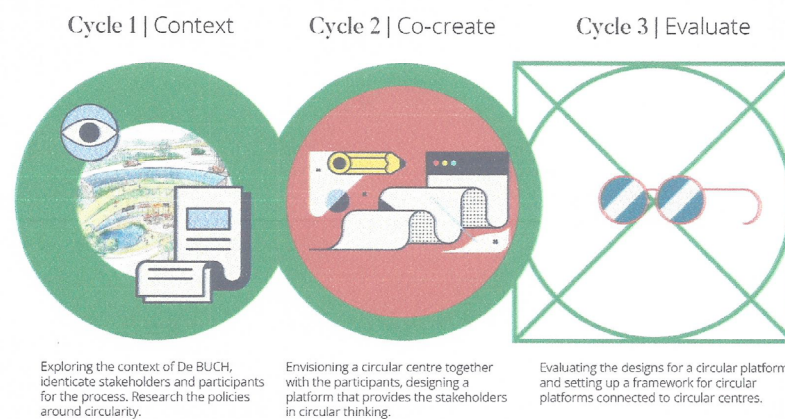 Cycle 1 | Context
Cycle 2 | Co-create
Cycle 3 | Evaluate
Exploring the context of De BUCH,
identicate stakeholders and participants
for the process. Research the policies
around circularity.
Envisioning a circular centre together
with the participants, designing a
platform that provides the stakeholders
in circular thinking.
Evaluating the designs for a circular platform
and setting up a framework for circular
platforms connected to circular centres.